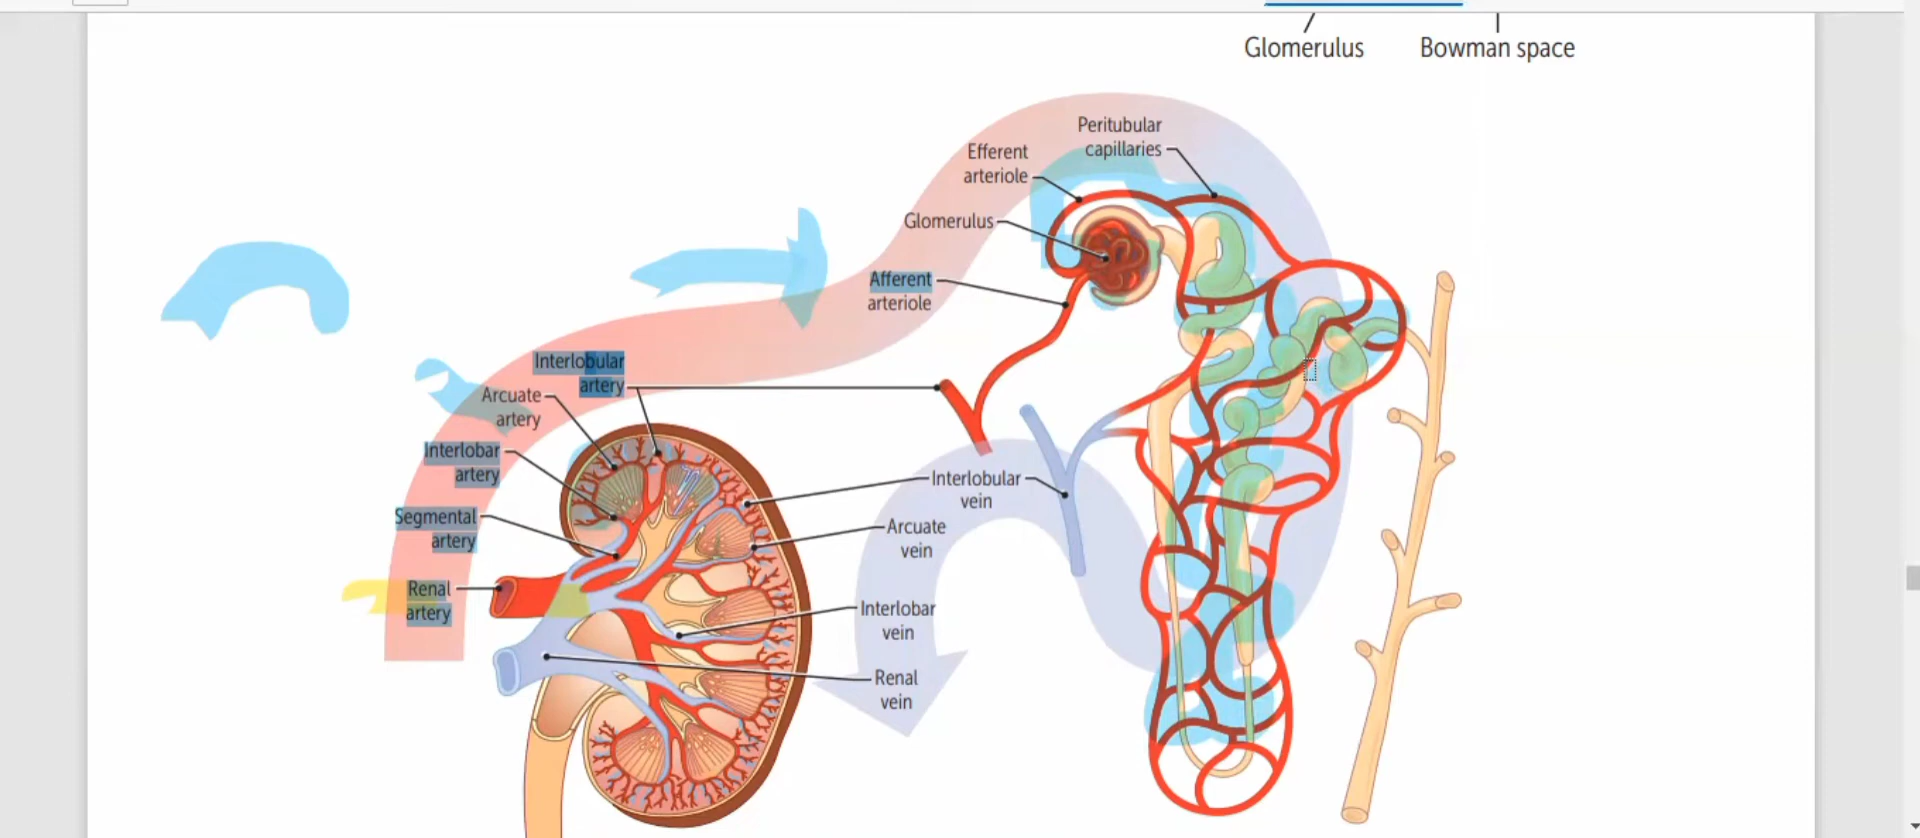 Glomerulus
Bowman space
Peritubular
capillaries
Efferent
arteriole
Glomerulus
Afferent
arteriole
Interlobular
artery
Arcuate
artery
Interlobar
artery
Segmental
artery
Renal
artery
Interlobular
vein
Arcuate
vein
Interlobar
vein
Renal
vein